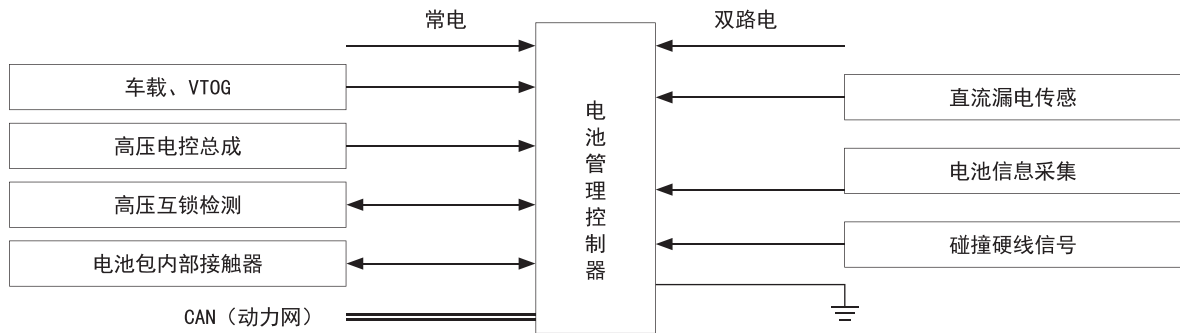 常电
双路电
车载、VTOG
直流漏电传感
高压电控总成
电池管理控制器
高压互锁检测
电池信息采集
电池包内部接触器
碰撞硬线信号
CAN（动力网）